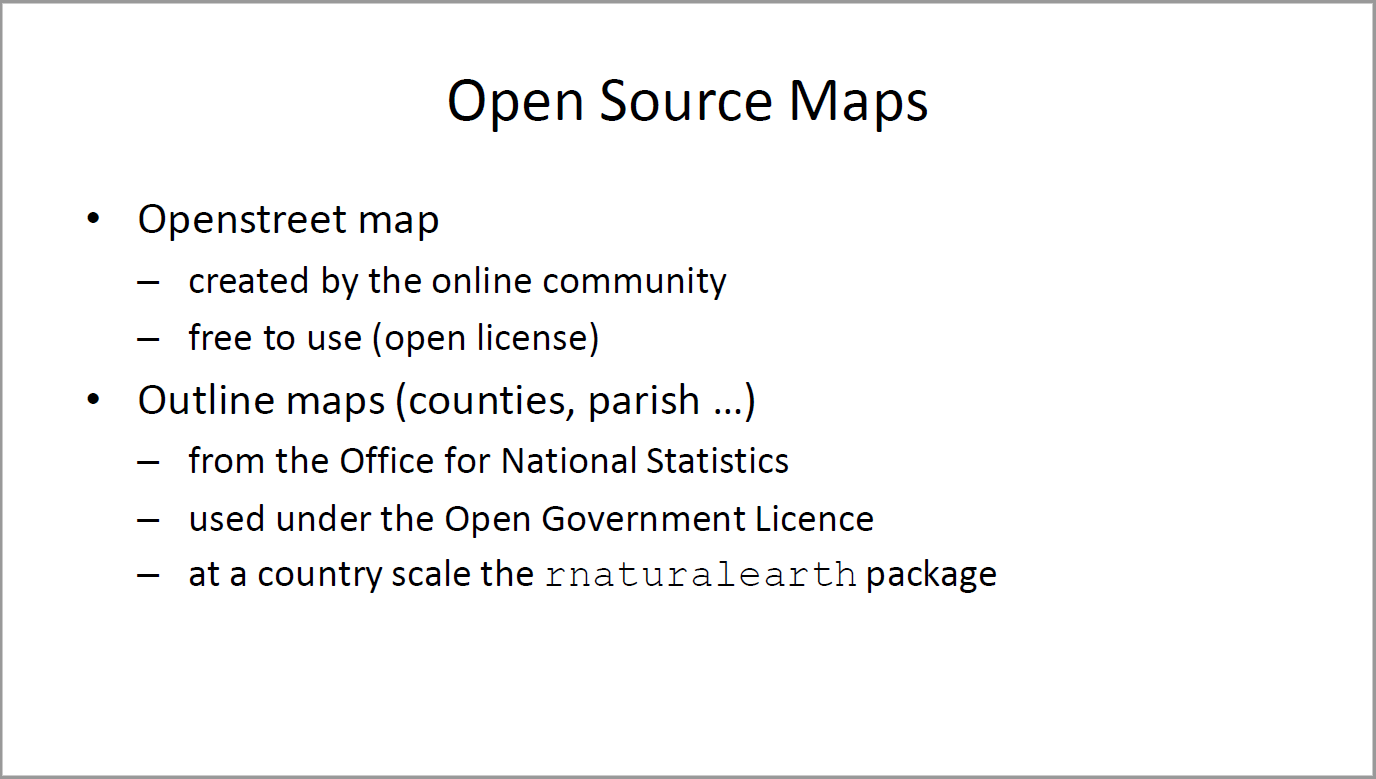 Open Source Maps
• Openstreet map
– created by the online community
– free to use (open license)
• Outline maps (counties, parish …)
– from the Office for National Statistics
– used under the Open Government Licence
– at a country scale the rnaturalearth package